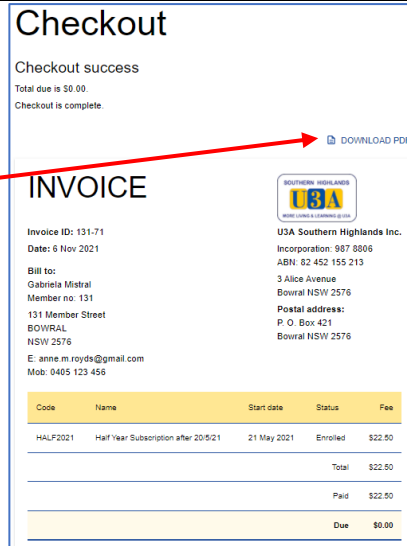 Checkout
Checkout success
Total due is $0.00.
Checkout is complete.
DOWNLOAD PDF
INVOICE
SOUTHERN HIGHLANDS
U3A
MORE LIVING & LEARNING @ U3A
Invoice ID: 131-71
Date: 6 Nov 2021
Bill to:
Gabriela Mistral
Member no: 131
131 Member Street
BOWRAL
NSW 2576
E: anne.m.royds@gmail.com
Mob: 0405 123 456
U3A Southern Highlands Inc.
Incorporation: 987 8806
ABN: 82 452 155 213
3 Alice Avenue
Bowral NSW 2576
Postal address:
P. O. Box 421
Bowral NSW 2576
Code Name Start date Status Fee
HALF2021 Half Year Subscription after 20/5/21 21 May 2021 Enrolled $22.50
Total $22.50
Paid $22.50
Due $0.00